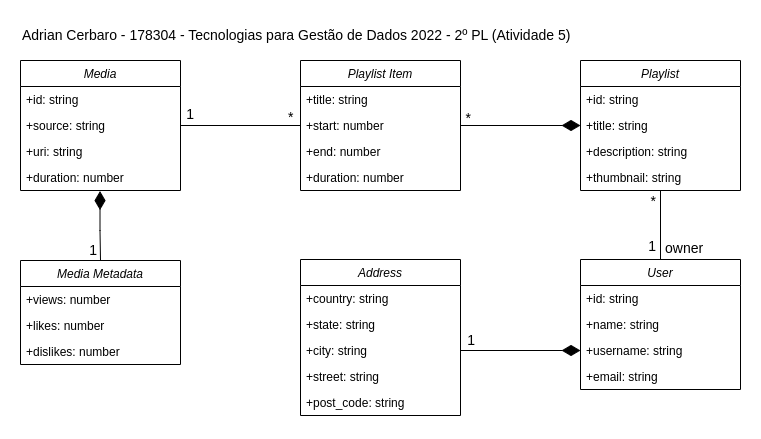 Adrian Cerbaro - 178304 - Tecnologias para Gestão de Dados 2022 - 2º PL (Atividade 5)
Media
+id: string
+source: string
+uri: string
+duration: number
1
*
Playlist Item
+title: string
+start: number
+end: number
+duration: number
*
Playlist
+id: string
+title: string
+description: string
+thumbnail: string
*
1 owner
1
Media Metadata
+views: number
+likes: number
+dislikes: number
Address
+country: string
+state: string
+city: string
+street: string
+post_code: string
1
User
+id: string
+name: string
+username: string
+email: string